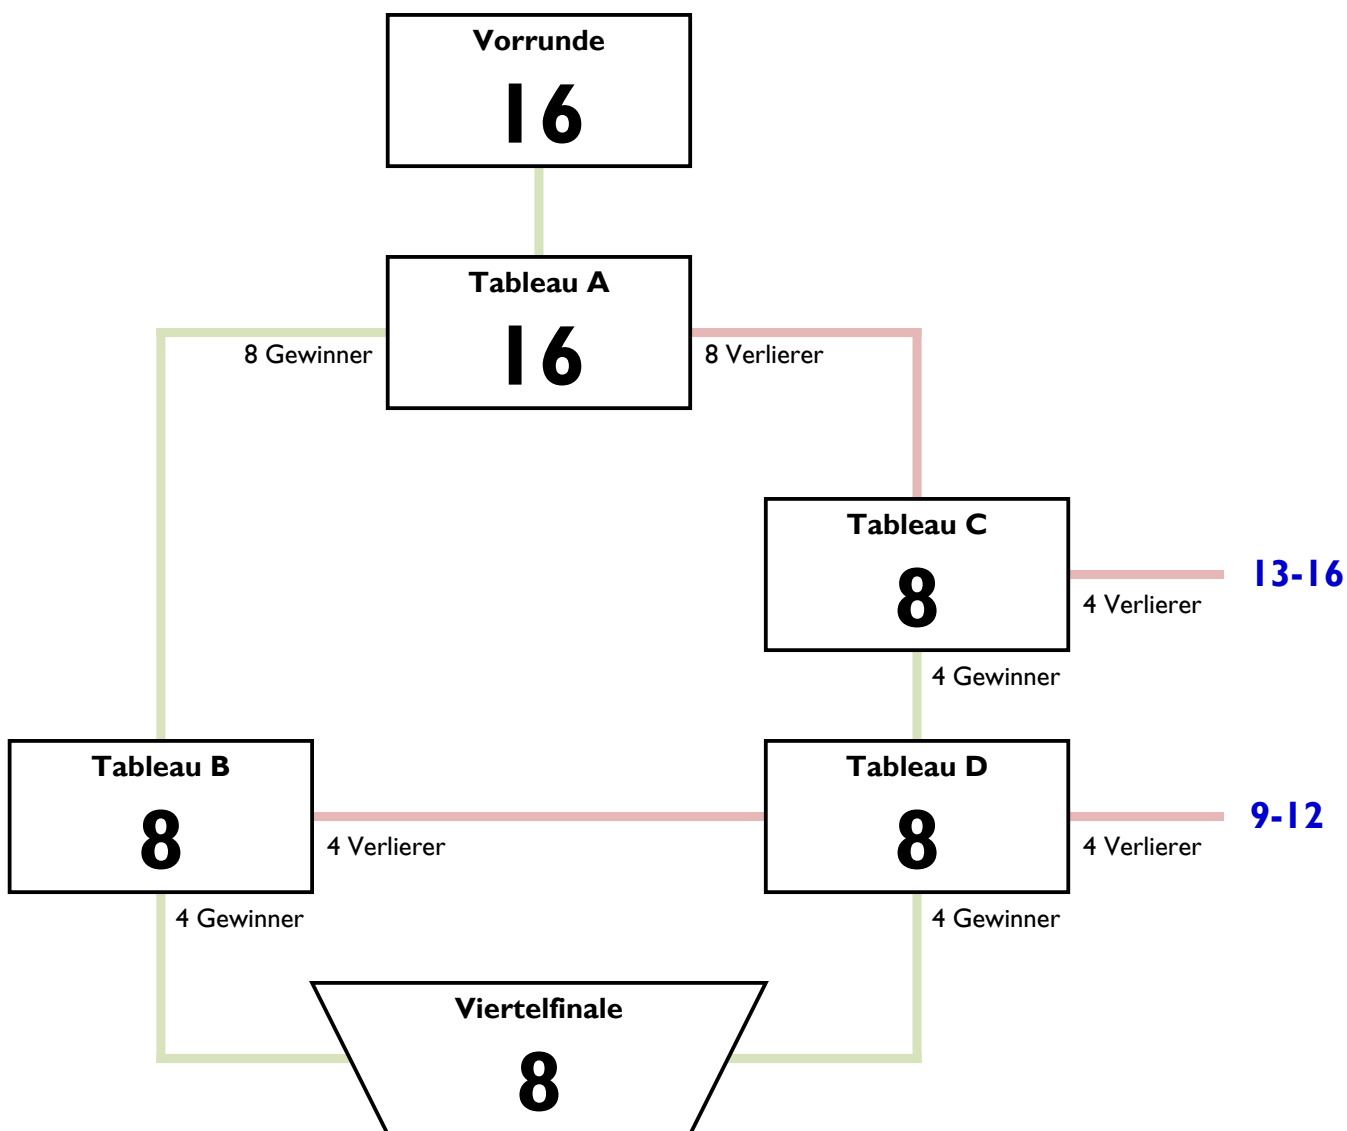 Vorrunde
16
Tableau A
16
8 Gewinner
8 Verlierer
Tableau C
8
13-16
4 Verlierer
4 Gewinner
Tableau B
8
4 Verlierer
Tableau D
8
9-12
4 Verlierer
4 Gewinner
4 Gewinner
Viertelfinale
8